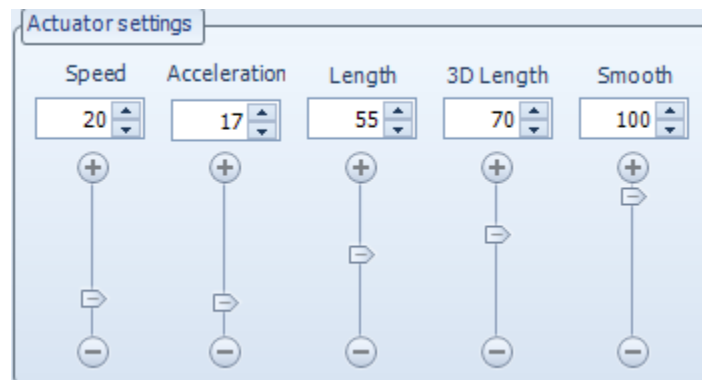 Actuator settings
Speed Acceleration Length 3D Length Smooth
20 17 55 70 100